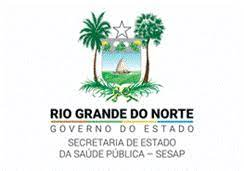 RIO GRANDE DO NORTE
GOVERNO DO ESTADO
SECRETARIA DE ESTADO
DA SAÚDE PÚBLICA – SESAP